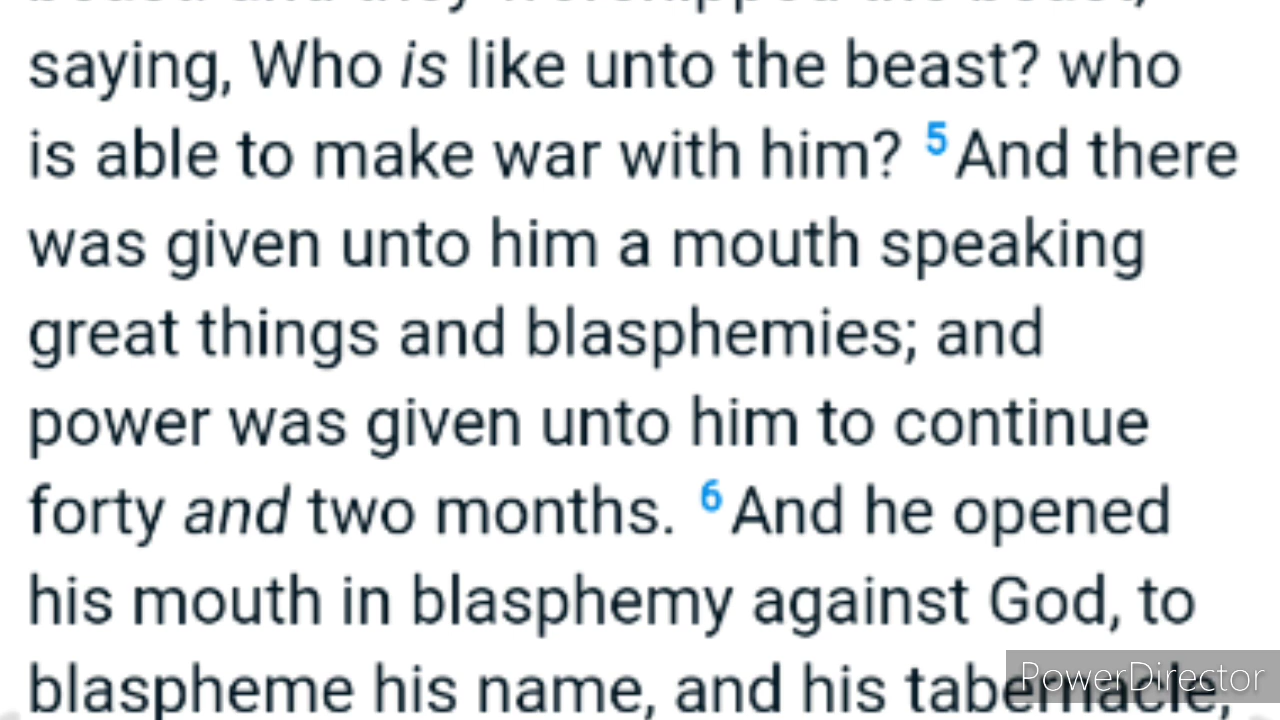 saying, Who is like unto the beast? who
is able to make war with him? 5 And there
was given unto him a mouth speaking
great things and blasphemies; and
power was given unto him to continue
forty and two months. 6 And he opened
his mouth in blasphemy against God, to
blaspheme his name, and his tabernacle,
PowerDirector